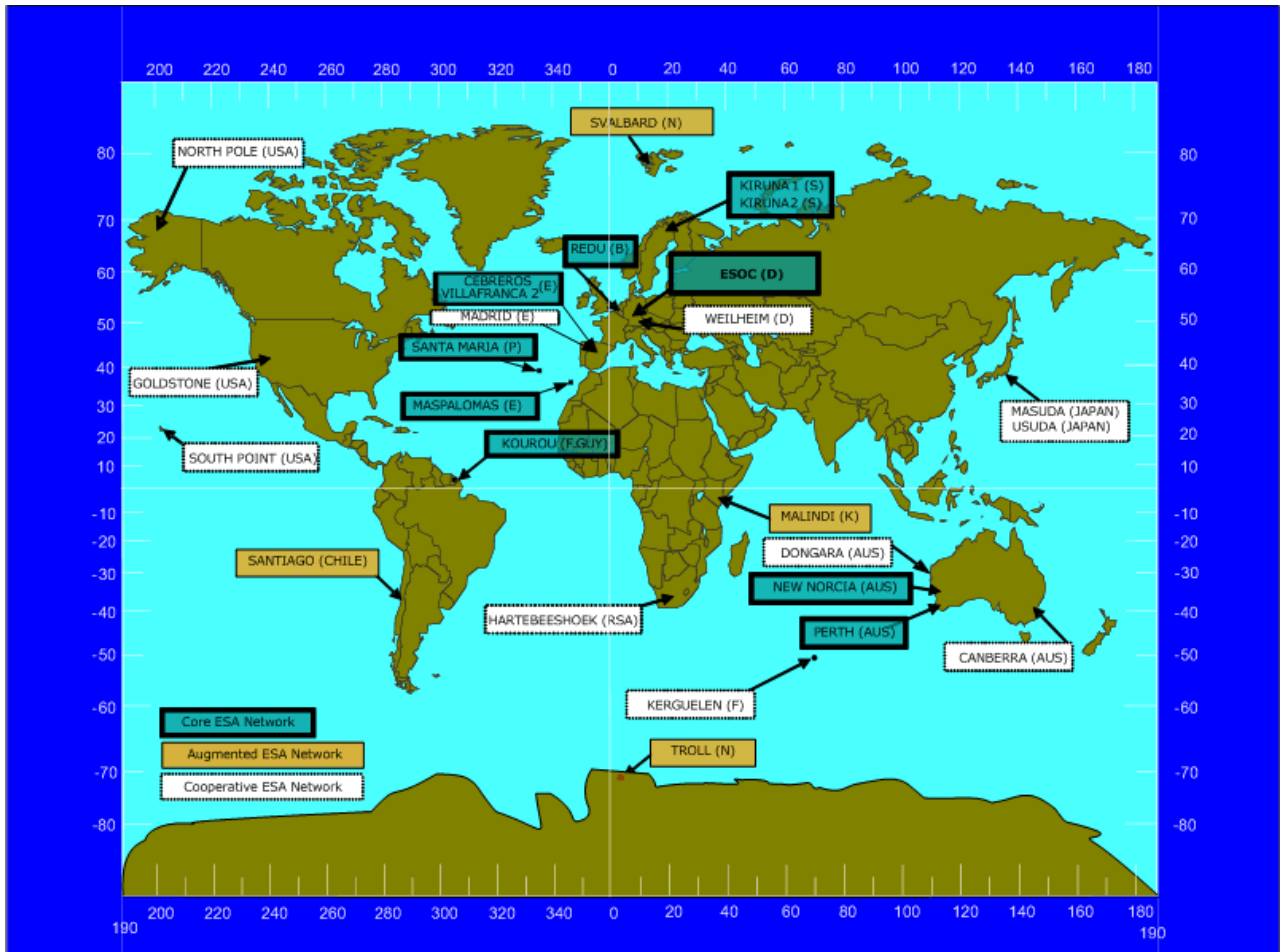 200 220 240 260 280 300 320 340 0 20 40 60 80 100 120 140 160 180
SVALBARD (N)
NORTH POLE (USA)
80 80
KIRUNA 1 (S)
KIRUNA2 (S)
70 70
REDU (B)
60 60
ESOC (D)
CEBREROS
VILLAFRANCA 2 (E)
MADRID (E)
WEILHEIM (D)
50 50
SANTA MARIA (P)
40 40
GOLDSTONE (USA)
MASPALOMAS (E)
30 30
MASUDA (JAPAN)
USUDA (JAPAN)
20 20
KOUROU (F.GUY)
SOUTH POINT (USA)
10 10
-10 -10
MALINDI (K)
-20 -20
DONGARA (AUS)
SANTIAGO (CHILE)
-30 -30
NEW NORCIA (AUS)
-40 -40
HARTEBEESHOEK (RSA)
PERTH (AUS)
-50 -50
CANBERRA (AUS)
KERGUELEN (F)
-60 -60
Core ESA Network
Augmented ESA Network
TROLL (N)
-70 -70
Cooperative ESA Network
-80 -80
200 220 240 260 280 300 320 340 0 20 40 60 80 100 120 140 160 180
190 190